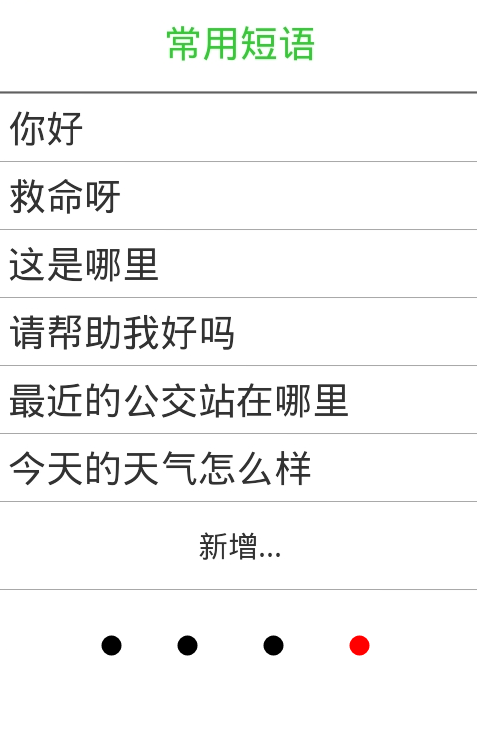 常用短语
你好
救命呀
这是哪里
请帮助我好吗
最近的公交站在哪里
今天的天气怎么样
新增...